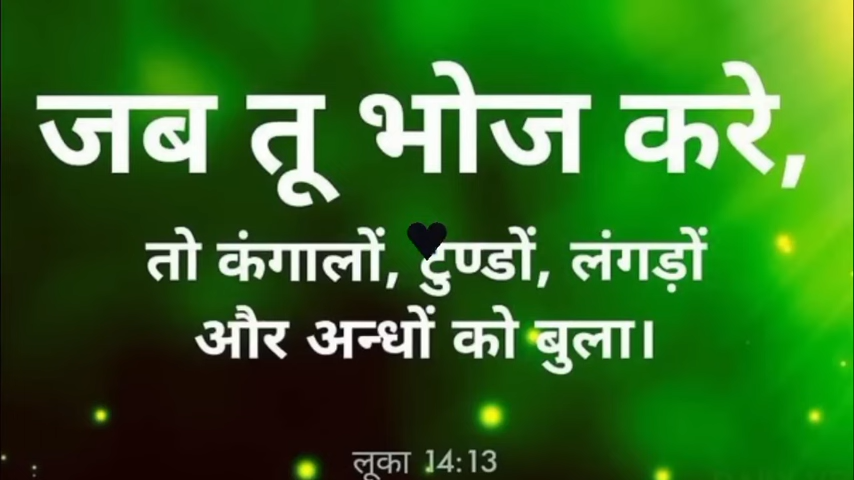 जब तू भोज करे,
तो कंगालों, टुण्डों, लंगड़ों
और अन्धों को बुला।
लूका 14:13